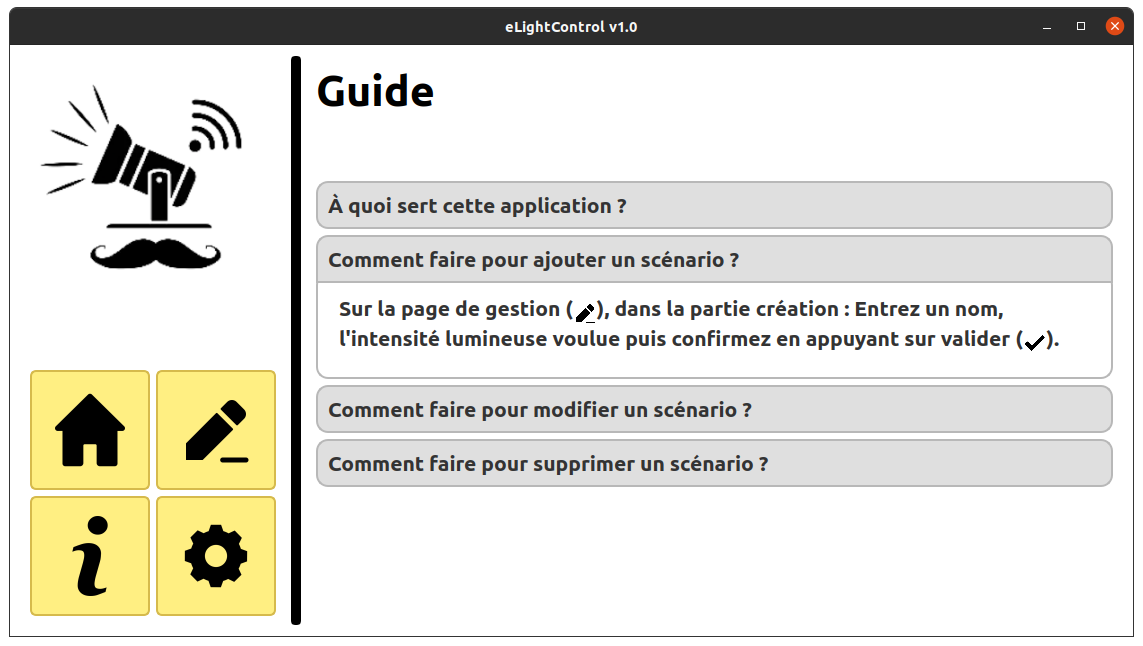 eLightControl v1.0
Guide
À quoi sert cette application ?
Comment faire pour ajouter un scénario ?
Sur la page de gestion (), dans la partie création : Entrez un nom,
l'intensité lumineuse voulue puis confirmez en appuyant sur valider ().
Comment faire pour modifier un scénario ?
Comment faire pour supprimer un scénario ?